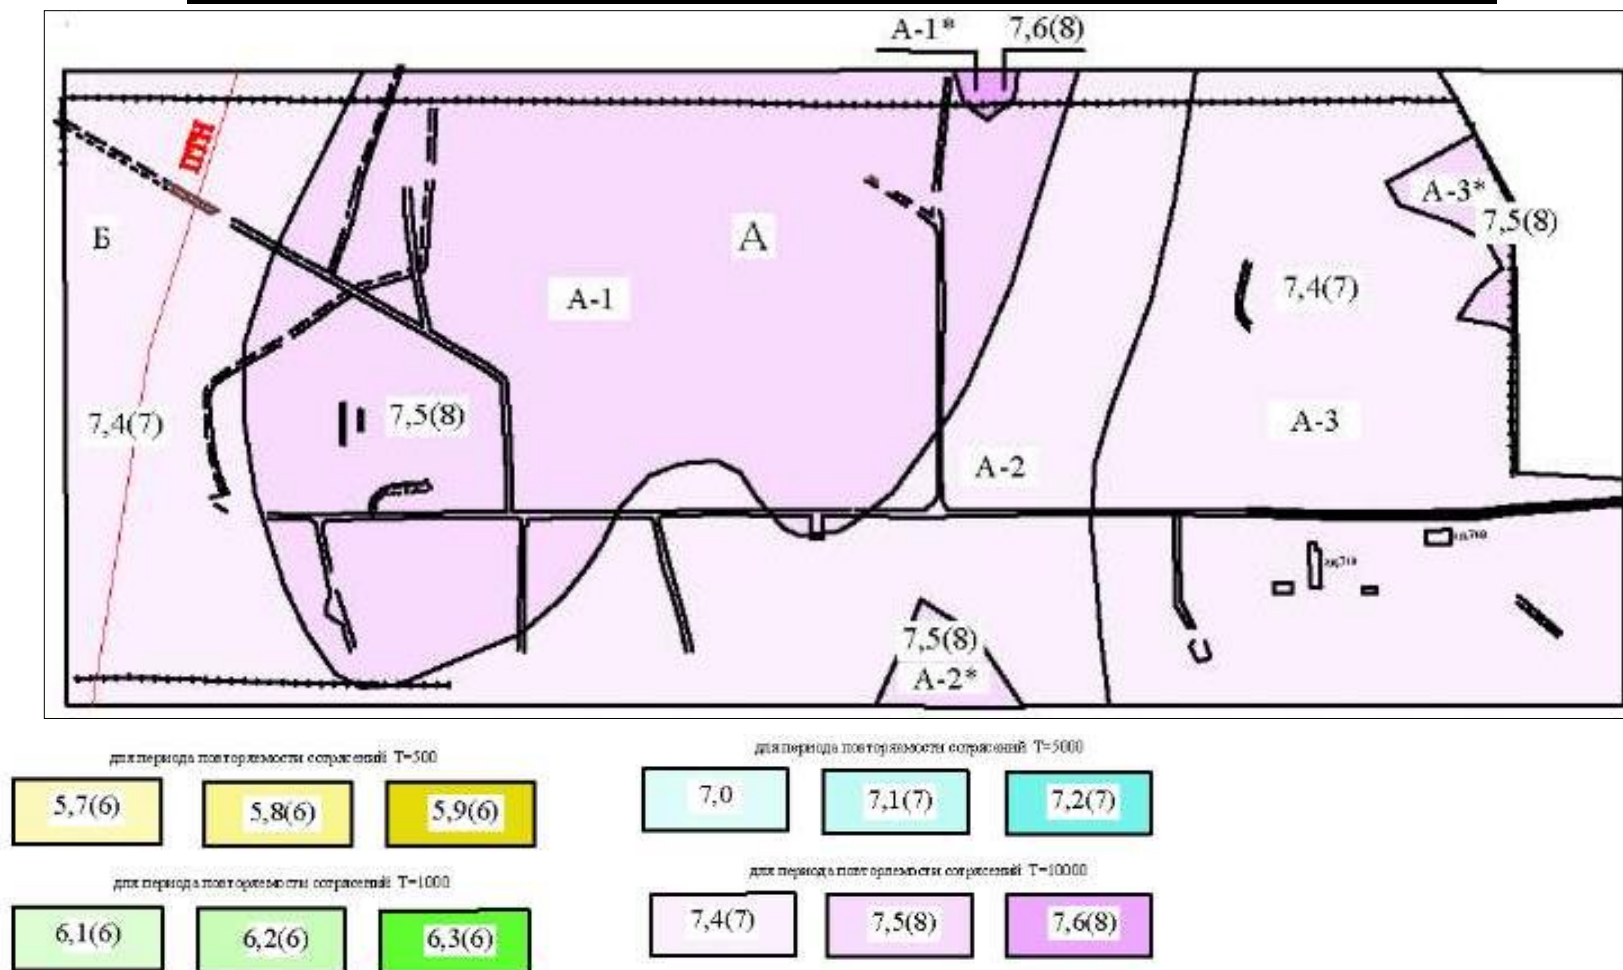 А-1* 7,6(8)
ПТН
А-3*
7,5(8)
Б
А
А-1
7,4(7)
7,4(7)
7,5(8)
А-3
А-2
7,5(8)
А-2*
для периода повторяемости сотрясений Т=500
5,7(6) 5,8(6) 5,9(6)
для периода повторяемости сотрясений Т=1000
6,1(6) 6,2(6) 6,3(6)
для периода повторяемости сотрясений Т=5000
7,0 7,1(7) 7,2(7)
для периода повторяемости сотрясений Т=10000
7,4(7) 7,5(8) 7,6(8)